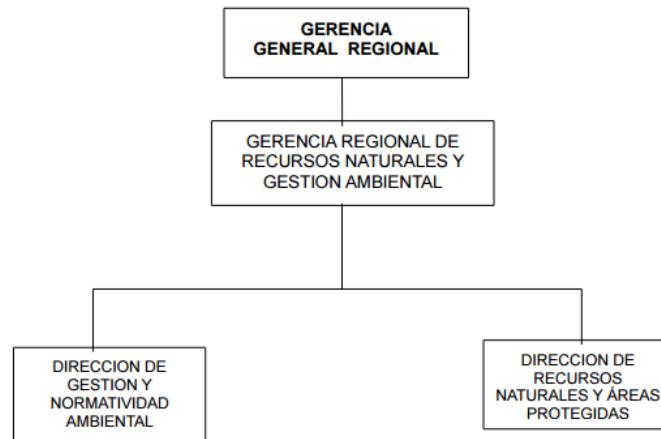 GERENCIA
GENERAL REGIONAL
GERENCIA REGIONAL DE
RECURSOS NATURALES Y
GESTION AMBIENTAL
DIRECCION DE
GESTION Y
NORMATIVIDAD
AMBIENTAL
DIRECCION DE
RECURSOS
NATURALES Y ÁREAS
PROTEGIDAS